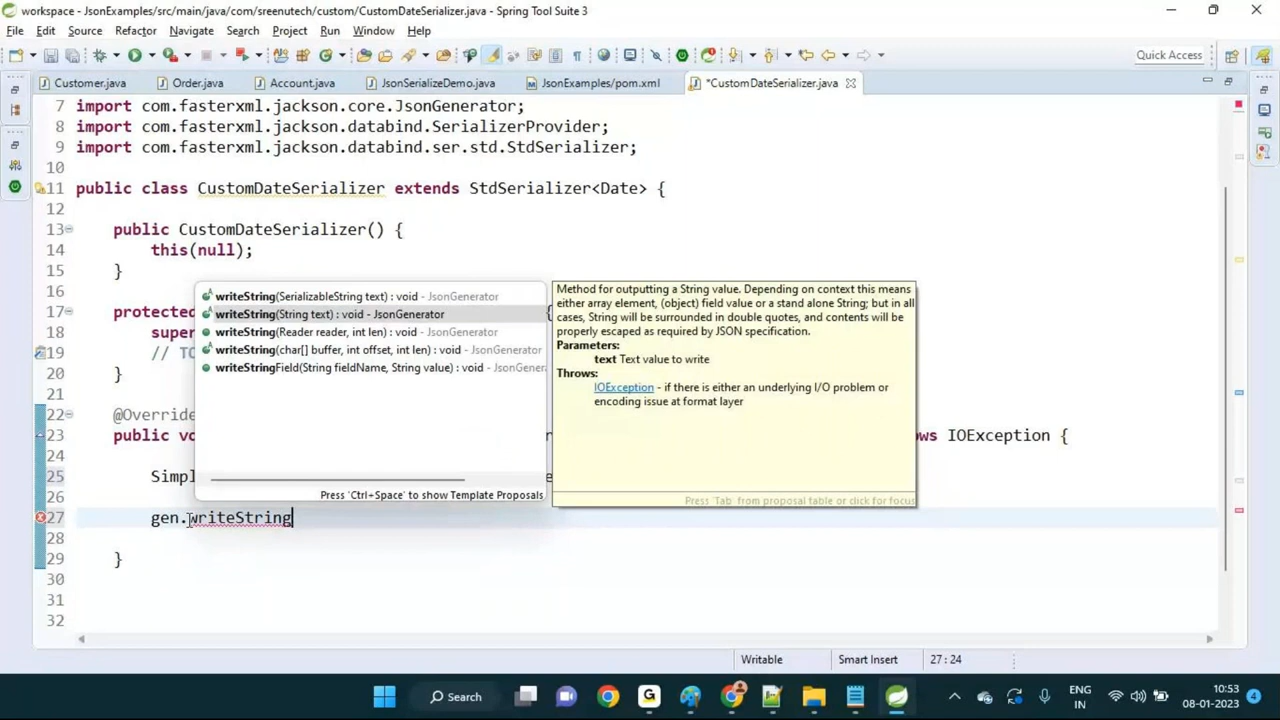 workspace - JsonExamples/src/main/java/com/sreenutech/custom/CustomDateSerializer.java - Spring Tool Suite 3
File Edit Source Refactor Navigate Search Project Run Window Help
Quick Access
Customer.java Order.java Account.java JsonSerializeDemo.java JsonExamples/pom.xml *CustomDateSerializer.java
7 import com.fasterxml.jackson.core.JsonGenerator;
8 import com.fasterxml.jackson.databind.SerializerProvider;
9 import com.fasterxml.jackson.databind.ser.std.StdSerializer;
10
11 public class CustomDateSerializer extends StdSerializer<Date> {
12
13 public CustomDateSerializer() {
14 this(null);
15 }
16
17 protected {
18 super
19 // TO
20 }
21
22 @Override
23 public vo ws IOException {
24
25 Simpl e
26
27 gen.writeString
28
29 }
30
31
32
writeString(SerializableString text) : void - JsonGenerator
writeString(String text) : void - JsonGenerator
writeString(Reader reader, int len) : void - JsonGenerator
writeString(char[] buffer, int offset, int len) : void - JsonGenerator
writeStringField(String fieldName, String value) : void - JsonGenera
Press 'Ctrl+Space' to show Template Proposals
Method for outputting a String value. Depending on context this means
either array element, (object) field value or a stand alone String; but in all
cases, String will be surrounded in double quotes, and contents will be
properly escaped as required by JSON specification.
Parameters:
text Text value to write
Throws:
IOException - if there is either an underlying I/O problem or
encoding issue at format layer
Press 'Tab' from proposal table or click for focus
Writable Smart Insert 27 : 24
Search
ENG
IN
10:53
08-01-2023
4